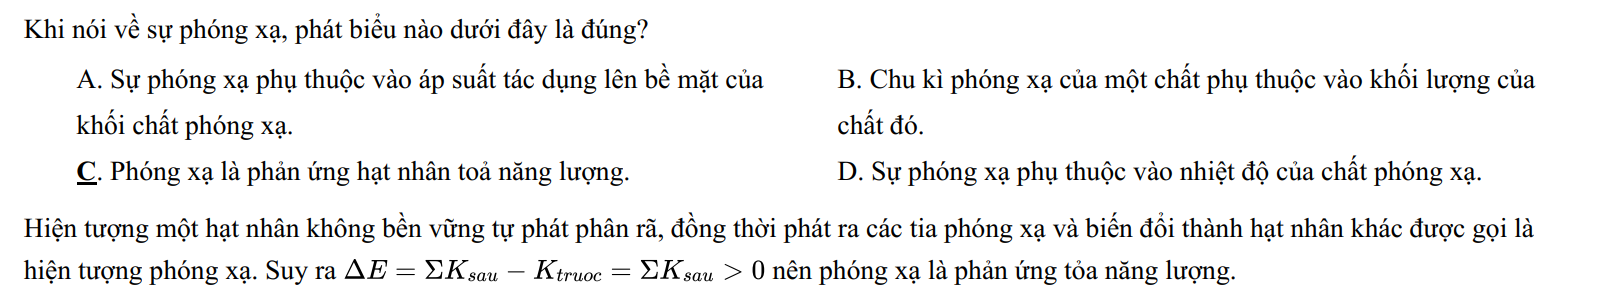 Khi nói về sự phóng xạ, phát biểu nào dưới đây là đúng?
A. Sự phóng xạ phụ thuộc vào áp suất tác dụng lên bề mặt của
khối chất phóng xạ.
B. Chu kì phóng xạ của một chất phụ thuộc vào khối lượng của
chất đó.
C. Phóng xạ là phản ứng hạt nhân toả năng lượng.
D. Sự phóng xạ phụ thuộc vào nhiệt độ của chất phóng xạ.
Hiện tượng một hạt nhân không bền vững tự phát phân rã, đồng thời phát ra các tia phóng xạ và biến đổi thành hạt nhân khác được gọi là
hiện tượng phóng xạ. Suy ra ΔE = ΣK_{sau} − K_{truoc} = ΣK_{sau} > 0 nên phóng xạ là phản ứng tỏa năng lượng.